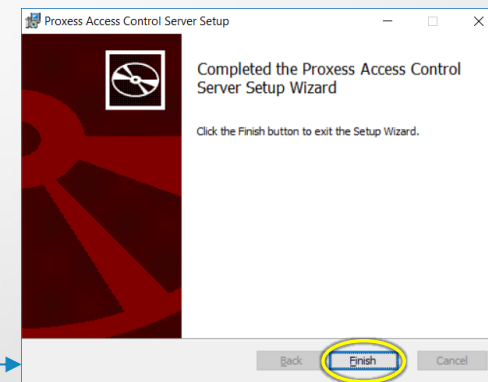 Proxess Access Control Server Setup
Completed the Proxess Access Control
Server Setup Wizard
Click the Finish button to exit the Setup Wizard.
Back Finish Cancel